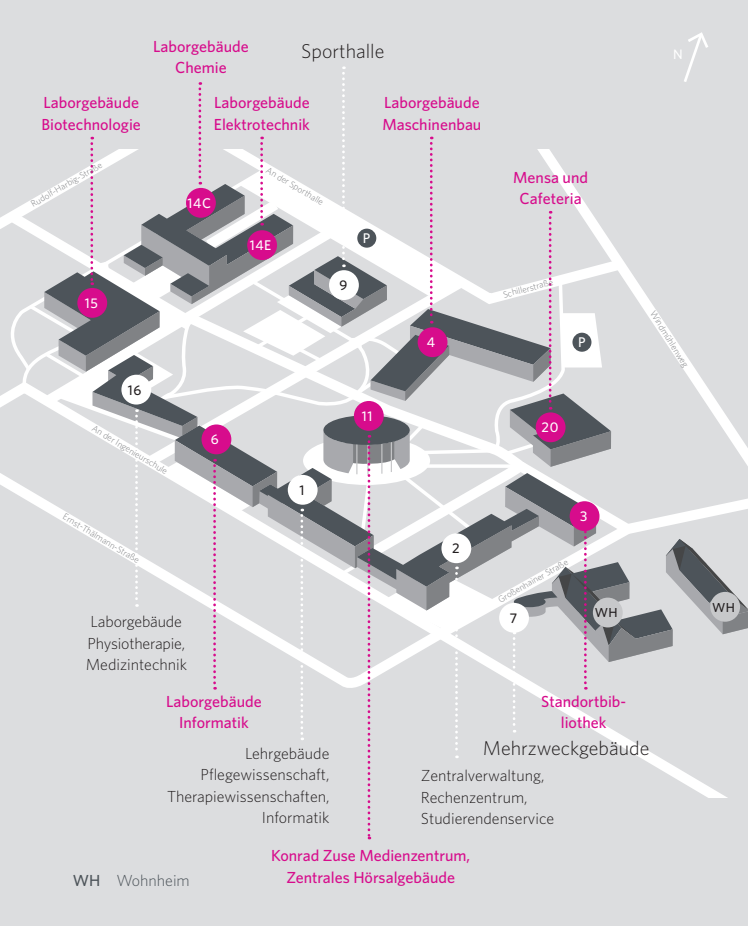 Laborgebäude
Chemie
Sporthalle
N
Laborgebäude
Biotechnologie
Laborgebäude
Elektrotechnik
Laborgebäude
Maschinenbau
Mensa und
Cafeteria
Rudolf-Harbig-Straße
An der Sporthalle
14C
14E
P
9
Schillerstraß
15
4
P
Windmühlenweg
16
11
20
6
An der Ingenieurschule
1
3
Ernst-Thälmann-Straße
2
Großenhainer Straße
7
WH
WH
Laborgebäude
Physiotherapie,
Medizintechnik
Laborgebäude
Informatik
Standortbib-
liothek
Lehrgebäude
Pflegewissenschaft,
Therapiewissenschaften,
Informatik
Mehrzweckgebäude
Zentralverwaltung,
Rechenzentrum,
Studierendenservice
Konrad Zuse Medienzentrum,
Zentrales Hörsalgebäude
WH Wohnheim